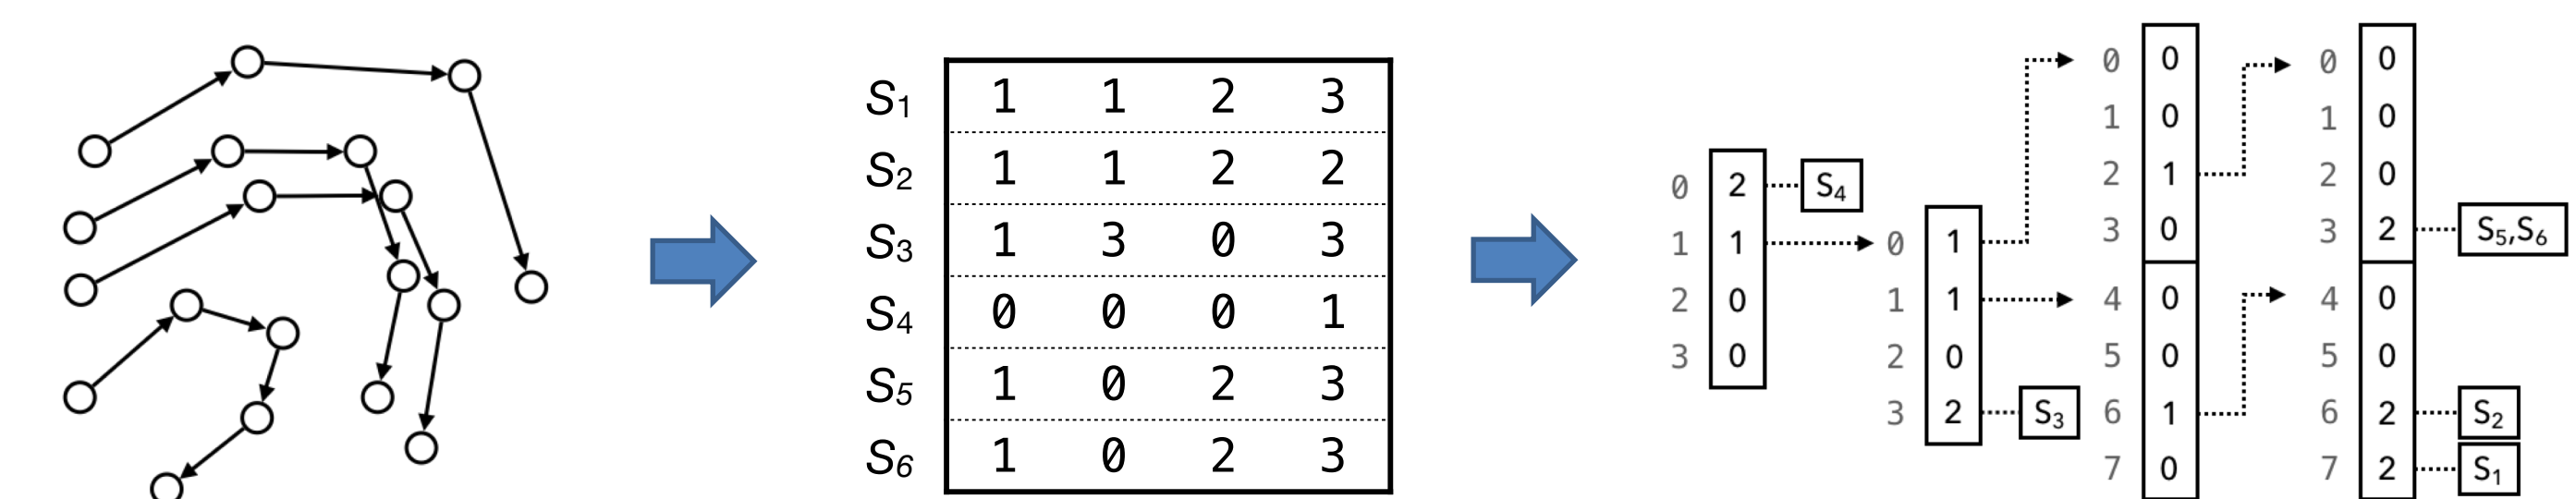 S1 1 1 2 3
S2 1 1 2 2
S3 1 3 0 3
S4 0 0 0 1
S5 1 0 2 3
S6 1 0 2 3
0 2 S4
1 1
2 0
3 0
0 1
1 1
2 0
3 2 S3
0 0
1 0
2 1
3 0
4 0
5 0
6 1
7 0
0 0
1 0
2 0
3 2 S5,S6
4 0
5 0
6 2 S2
7 2 S1